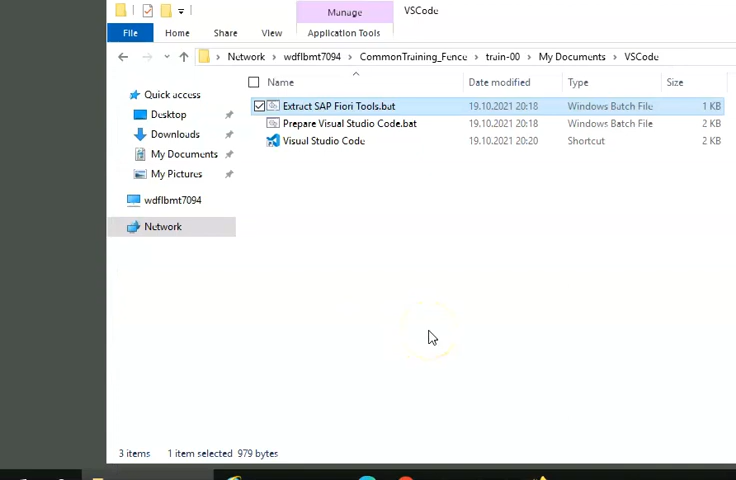 Manage
VSCode
File Home Share View Application Tools
Network > wdflbmt7094 > CommonTraining_Fence > train-00 > My Documents > VSCode
Name Date modified Type Size
Quick access
Desktop
Downloads
My Documents
My Pictures
wdflbmt7094
Network
Extract SAP Fiori Tools.bat 19.10.2021 20:18 Windows Batch File 1 KB
Prepare Visual Studio Code.bat 19.10.2021 20:18 Windows Batch File 2 KB
Visual Studio Code 19.10.2021 20:20 Shortcut 2 KB
3 items 1 item selected 979 bytes